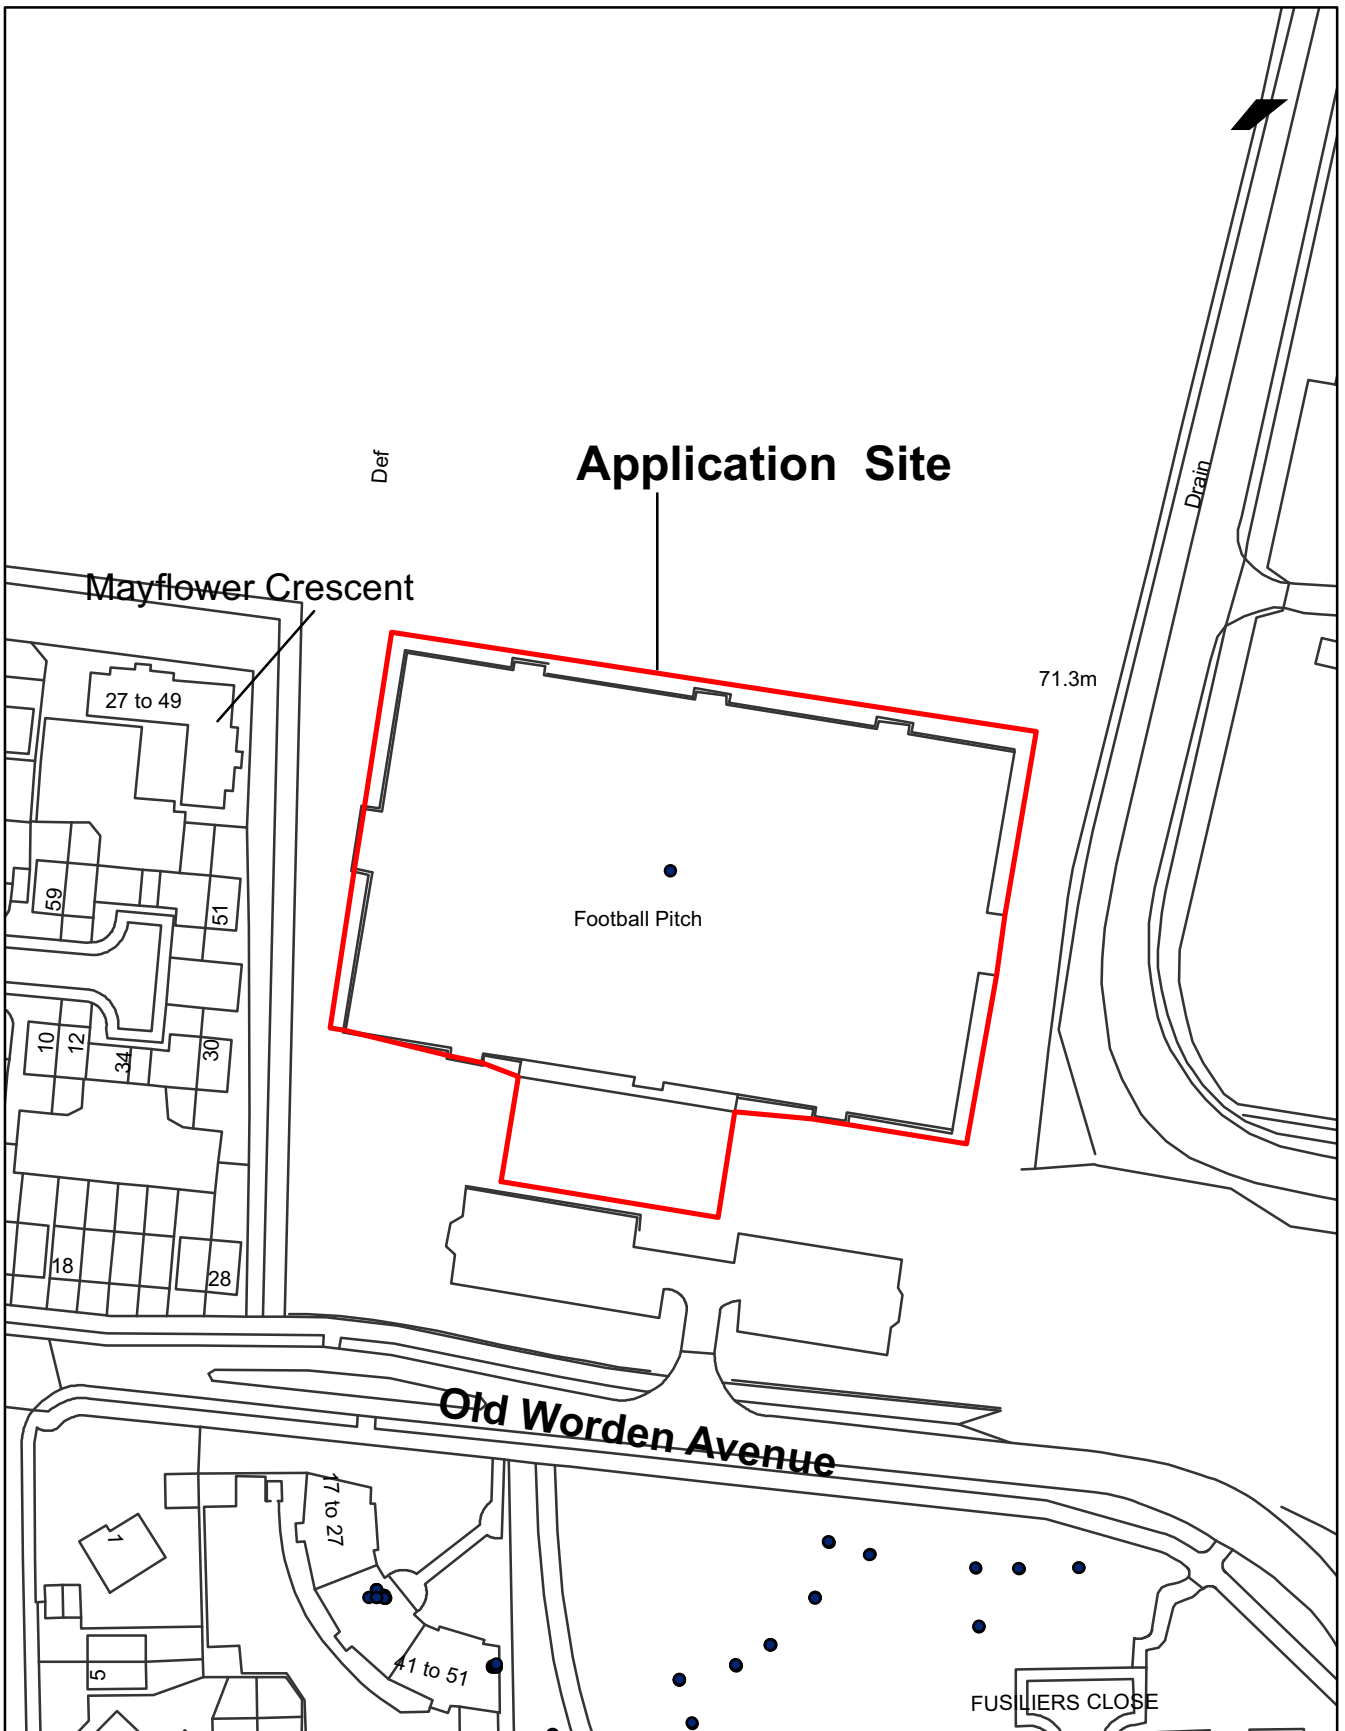 Def
Application Site
Drain
Mayflower Crescent
71.3m
27 to 49
59
51
Football Pitch
10
12
34
30
18
28
Old Worden Avenue
17 to 27
1
5
41 to 51
FUSILIERS CLOSE